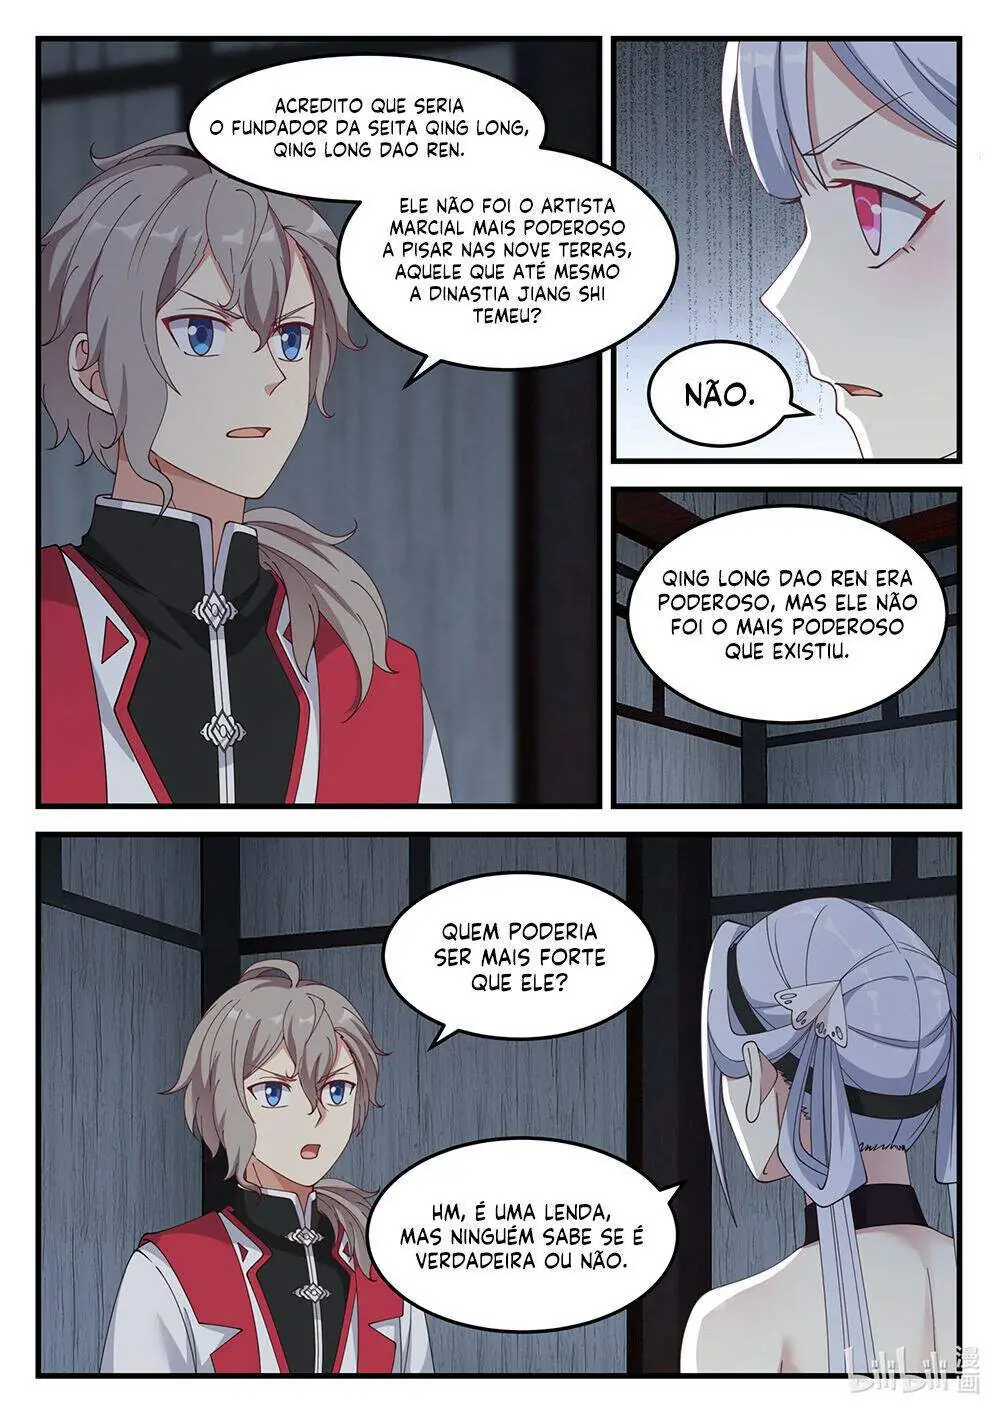 ACREDITO QUE SERIA
O FUNDADOR DA SEITA QING LONG,
QING LONG DAO REN.
ELE NÃO FOI O ARTISTA
MARCIAL MAIS PODEROSO
A PISAR NAS NOVE TERRAS,
AQUELE QUE ATÉ MESMO
A DINASTIA JIANG SHI
TEMEU?
NÃO.
QING LONG DAO REN ERA
PODEROSO, MAS ELE NÃO
FOI O MAIS PODEROSO
QUE EXISTIU.
QUEM PODERIA
SER MAIS FORTE
QUE ELE?
HM, É UMA LENDA,
MAS NINGUÉM SABE SE É
VERDADEIRA OU NÃO.
bilibili 漫画